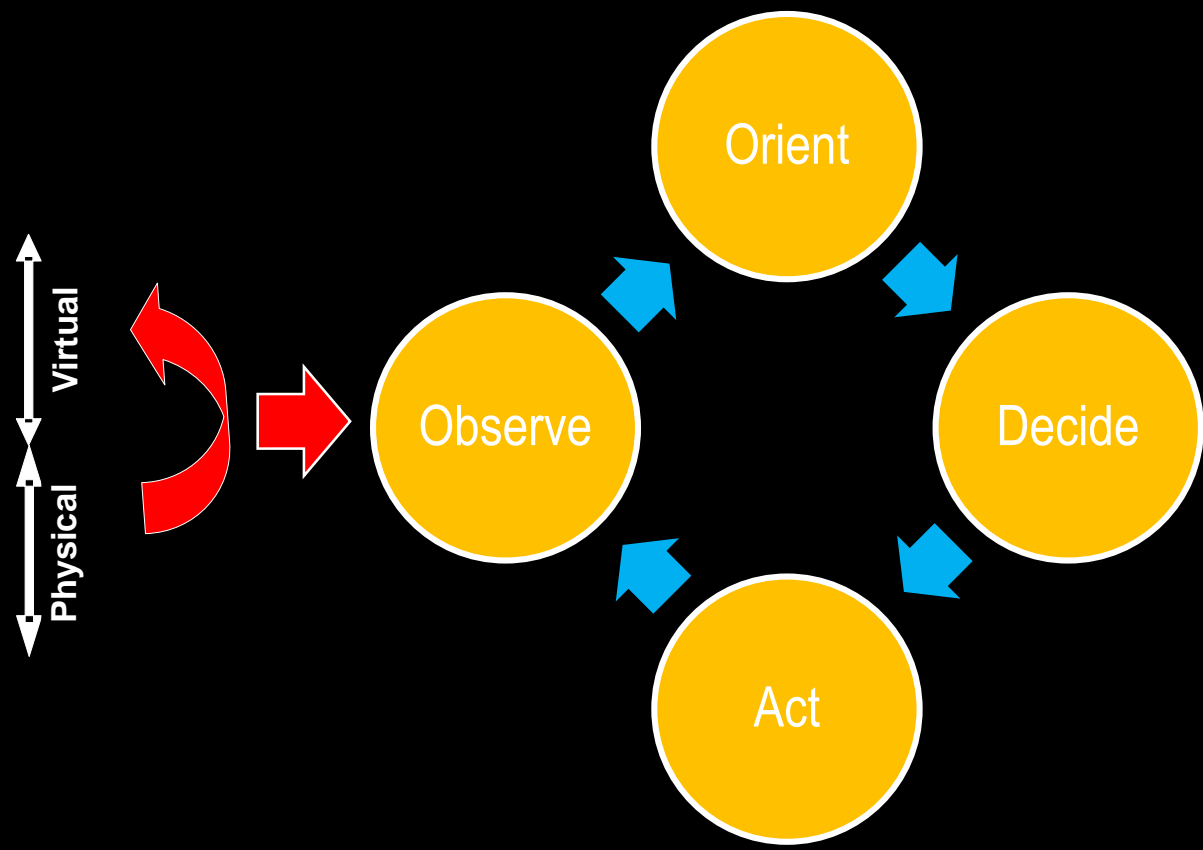 Orient
Virtual
Observe
Decide
Physical
Act